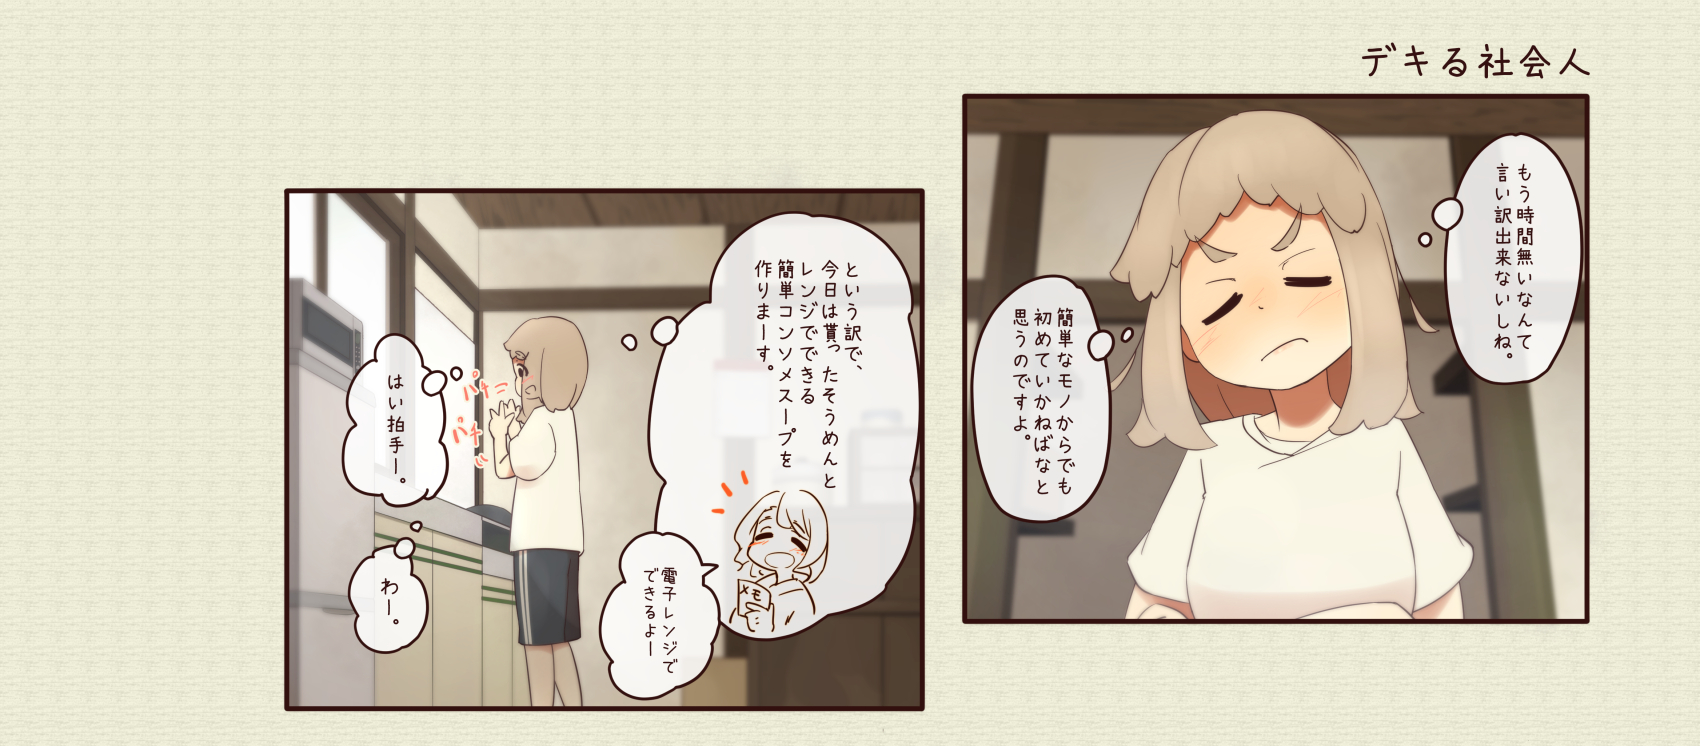 デキる社会人
もう時間無いなんて
言い訳出来ないしね。
簡単なモノからでも
初めていかねばなと
思うのですよ。
という訳で、
今日は貰ったそうめんと
レンジでできる
簡単コンソメスープを
作りまーす。
メモ
電子レンジで
できるよー
パチ
パチ
はい拍手ー。
わー。